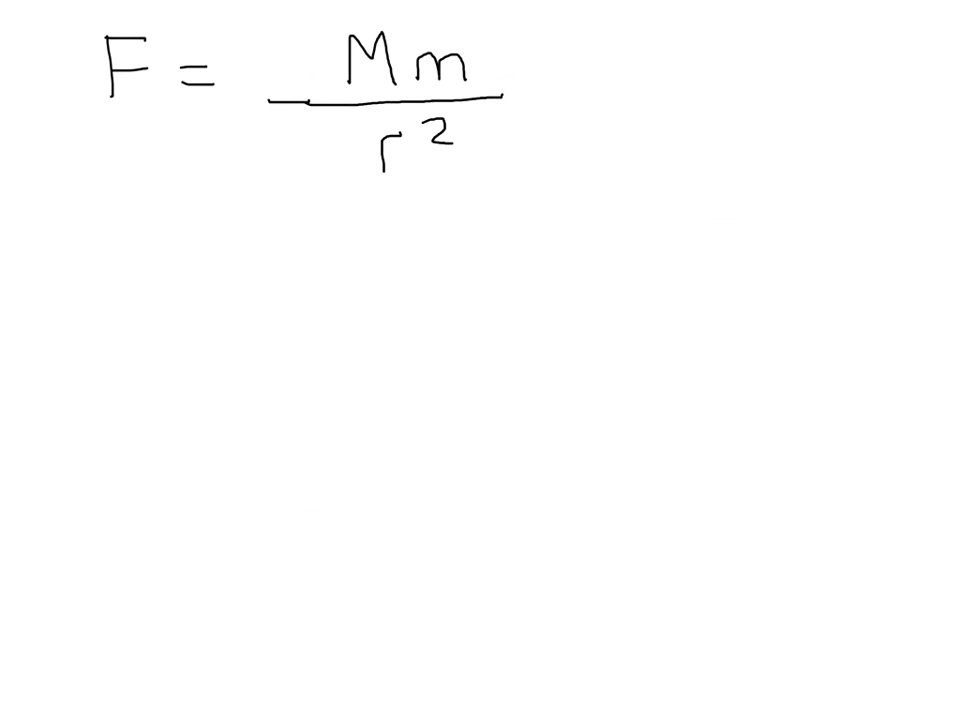 F = Mm / r²